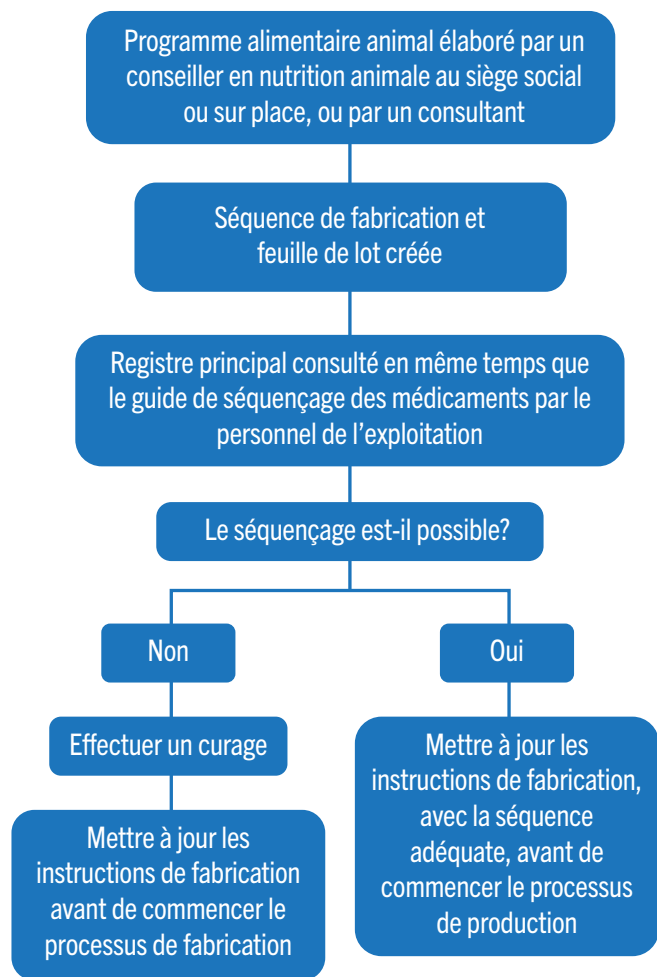 Programme alimentaire animal élaboré par un
conseiller en nutrition animale au siège social
ou sur place, ou par un consultant
Séquence de fabrication et
feuille de lot créée
Registre principal consulté en même temps que
le guide de séquençage des médicaments par le
personnel de l’exploitation
Le séquençage est-il possible?
Non
Oui
Effectuer un curage
Mettre à jour les
instructions de fabrication
avant de commencer le
processus de fabrication
Mettre à jour les
instructions de fabrication,
avec la séquence
adéquate, avant de
commencer le processus
de production